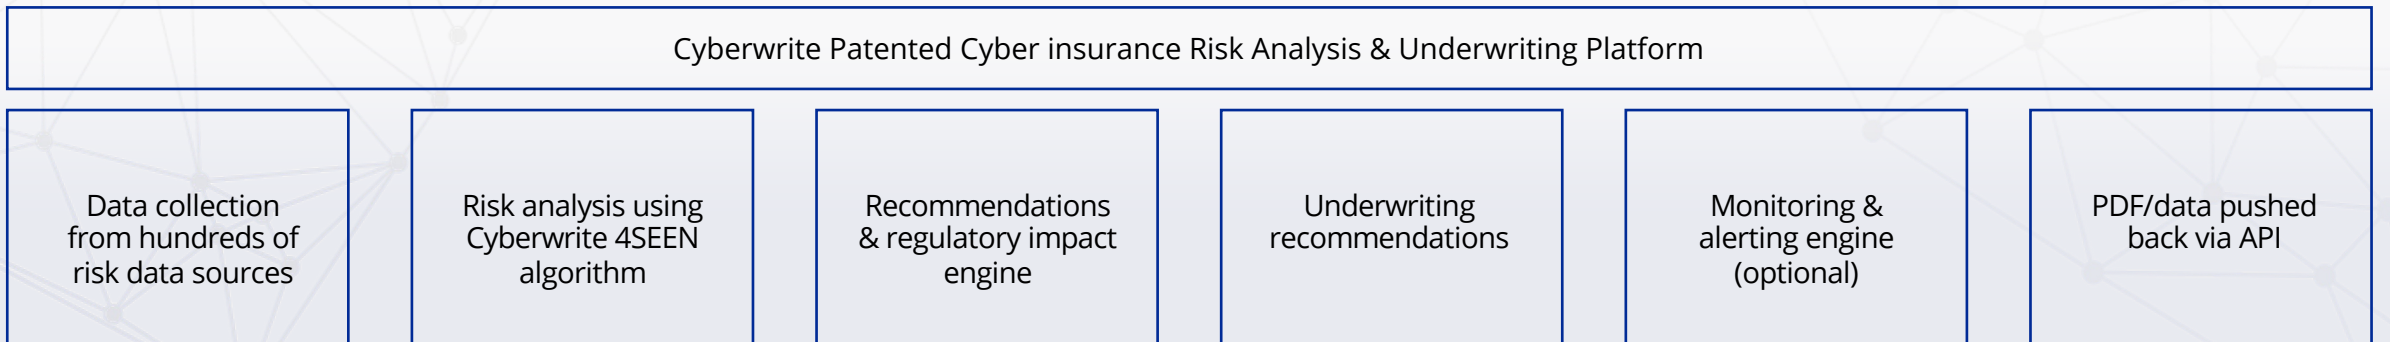 Cyberwrite Patented Cyber insurance Risk Analysis & Underwriting Platform
Data collection
from hundreds of
risk data sources
Risk analysis using
Cyberwrite 4SEEN
algorithm
Recommendations
& regulatory impact
engine
Underwriting
recommendations
Monitoring &
alerting engine
(optional)
PDF/data pushed
back via API